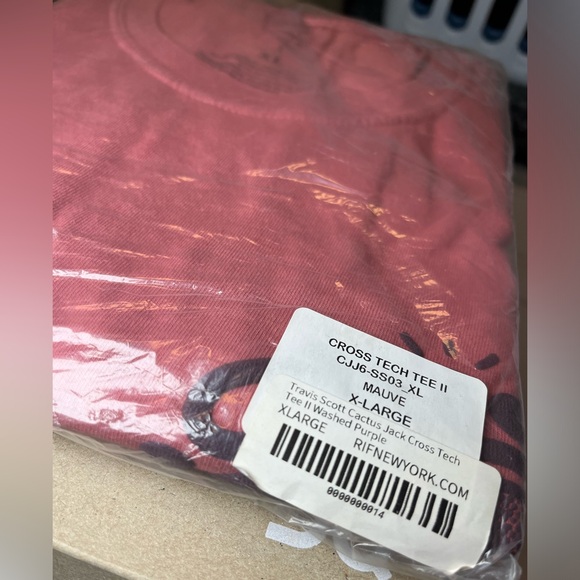 CROSS TECH TEE II
CJJ6-SS03_XL
MAUVE
X-LARGE
Travis Scott Cactus Jack Cross Tech
Tee II Washed Purple
XLARGE RIFNEWYORK.COM
0000000014